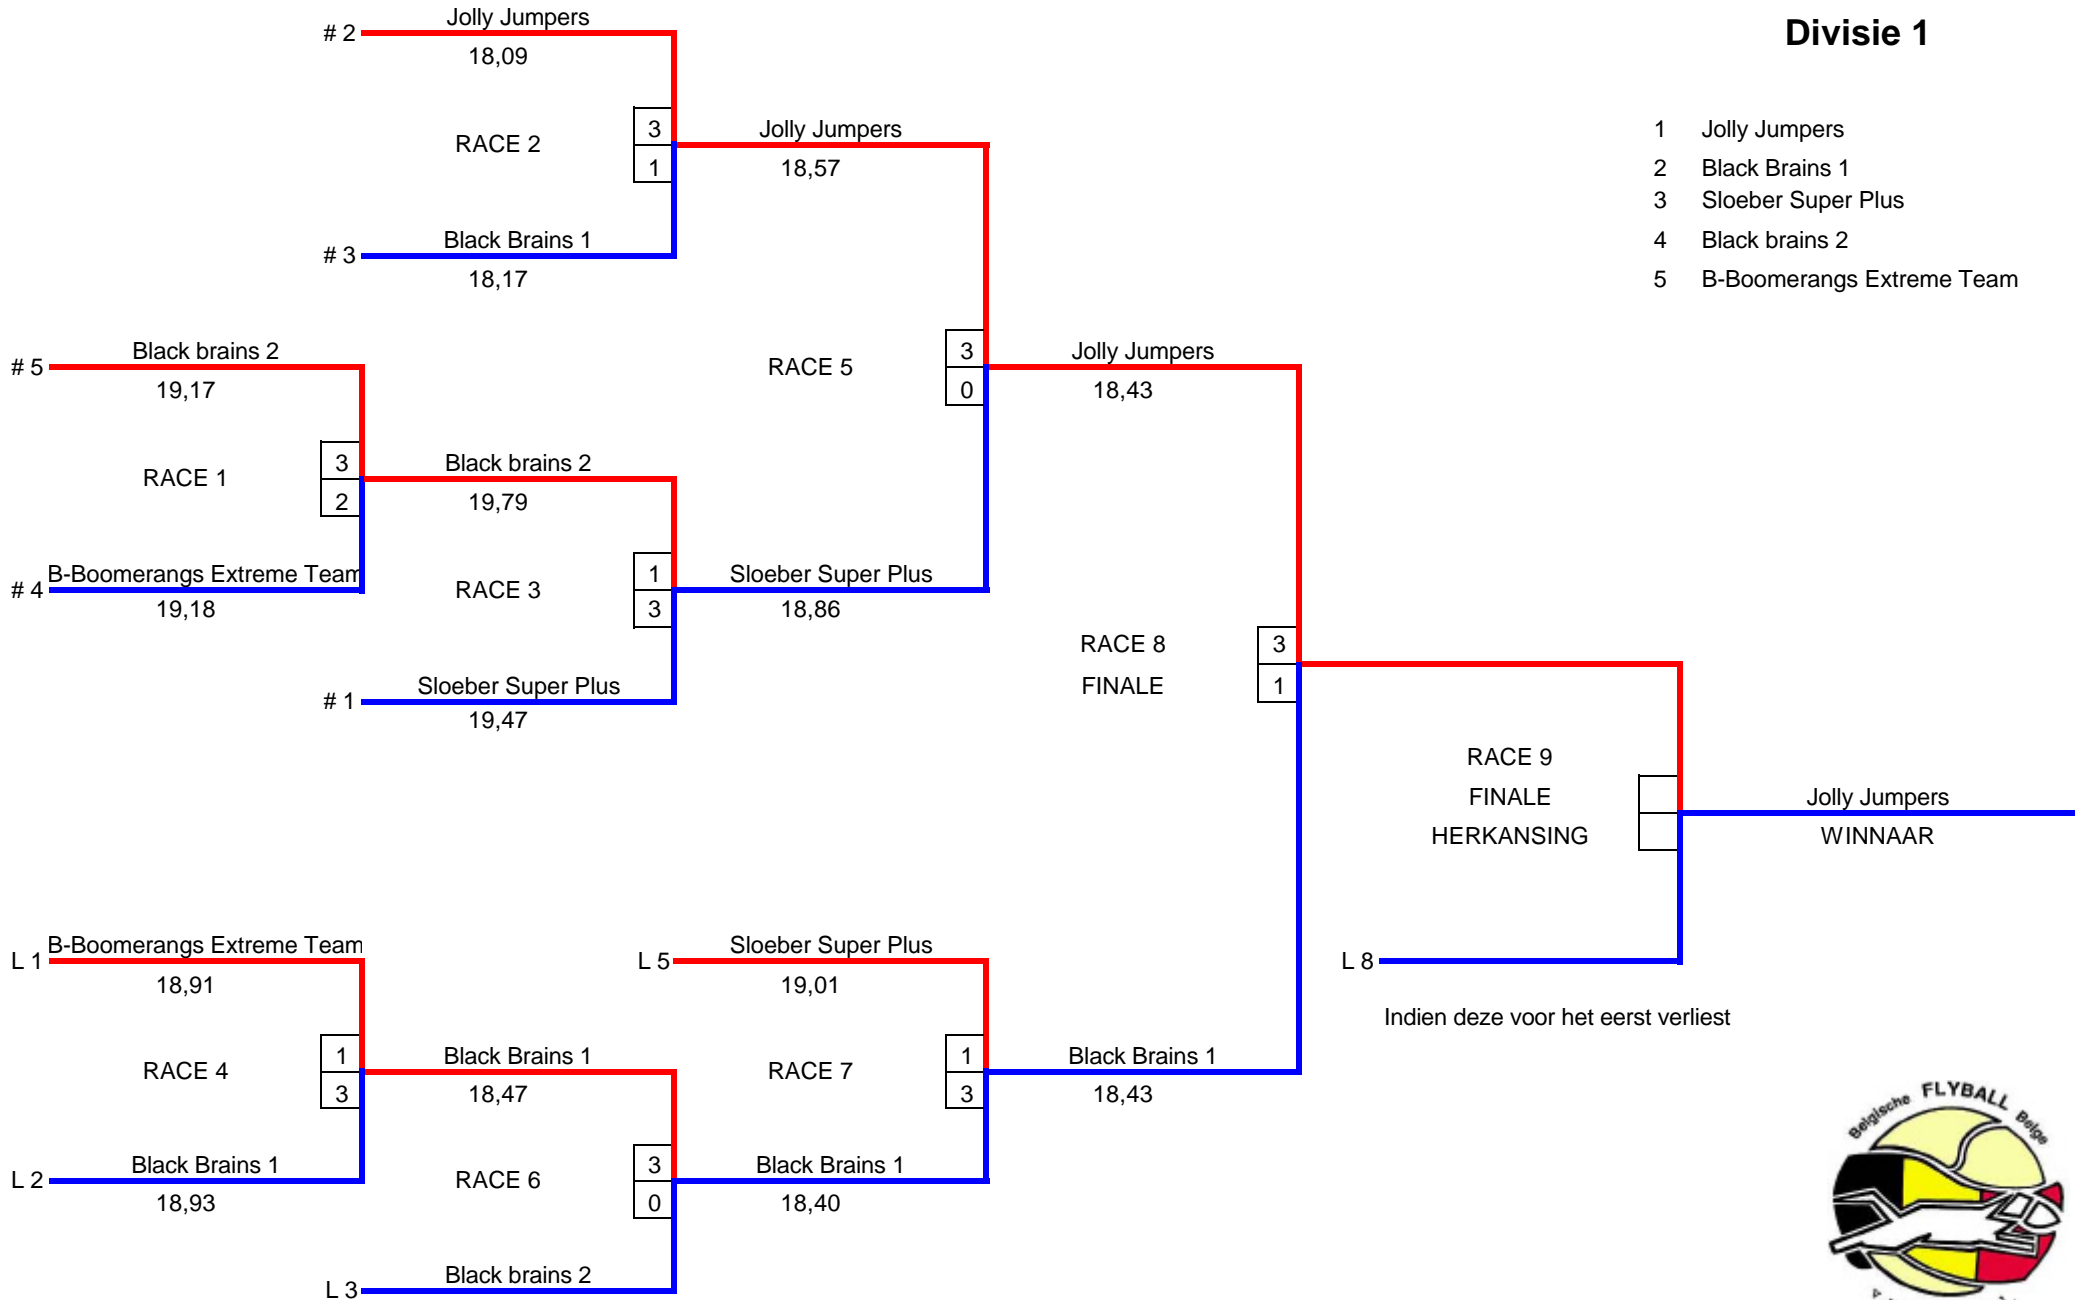 Divisie 1
1 Jolly Jumpers
2 Black Brains 1
3 Sloeber Super Plus
4 Black brains 2
5 B-Boomerangs Extreme Team
# 2 Jolly Jumpers
18,09
RACE 2
3
1
# 3 Black Brains 1
18,17
Jolly Jumpers
18,57
# 5 Black brains 2
19,17
RACE 1
3
2
# 4 B-Boomerangs Extreme Team
19,18
Black brains 2
19,79
RACE 3
1
3
# 1 Sloeber Super Plus
19,47
RACE 5
3
0
Sloeber Super Plus
18,86
Jolly Jumpers
18,43
RACE 8
FINALE
3
1
RACE 9
FINALE
HERKANSING
Jolly Jumpers
WINNAAR
L 8
Indien deze voor het eerst verliest
L 1 B-Boomerangs Extreme Team
18,91
RACE 4
1
3
L 2 Black Brains 1
18,93
Black Brains 1
18,47
RACE 6
3
0
L 3 Black brains 2
L 5 Sloeber Super Plus
19,01
RACE 7
1
3
Black Brains 1
18,40
Black Brains 1
18,43
Belgische FLYBALL Belge